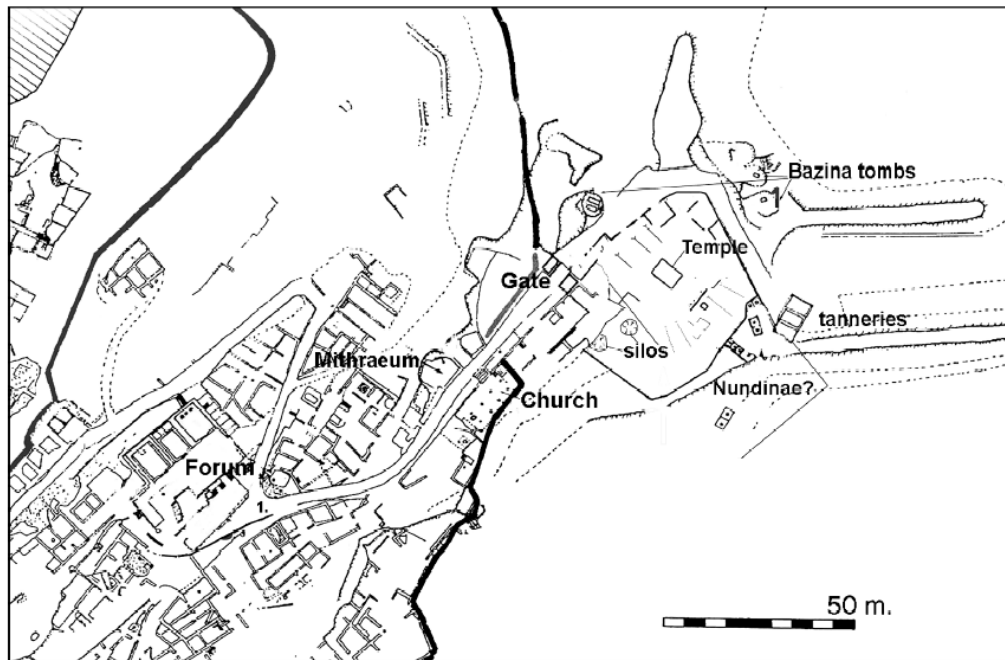 Bazina tombs
Temple
Gate
tanneries
Mithraeum
silos
Nundinae?
Church
Forum
1.
50 m.